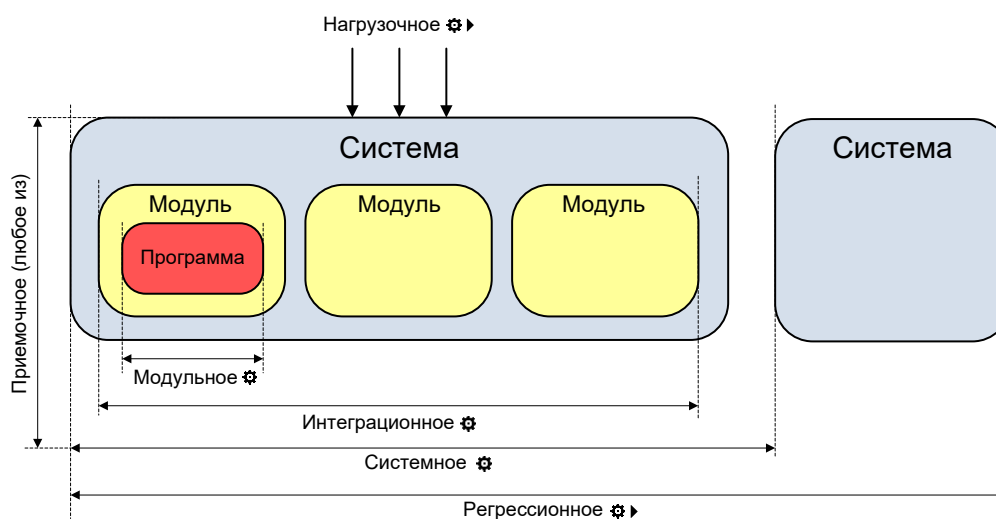 Нагрузочное
Система
Система
Модуль
Модуль
Модуль
Программа
Приемочное (любое из)
Модульное
Интеграционное
Системное
Регрессионное